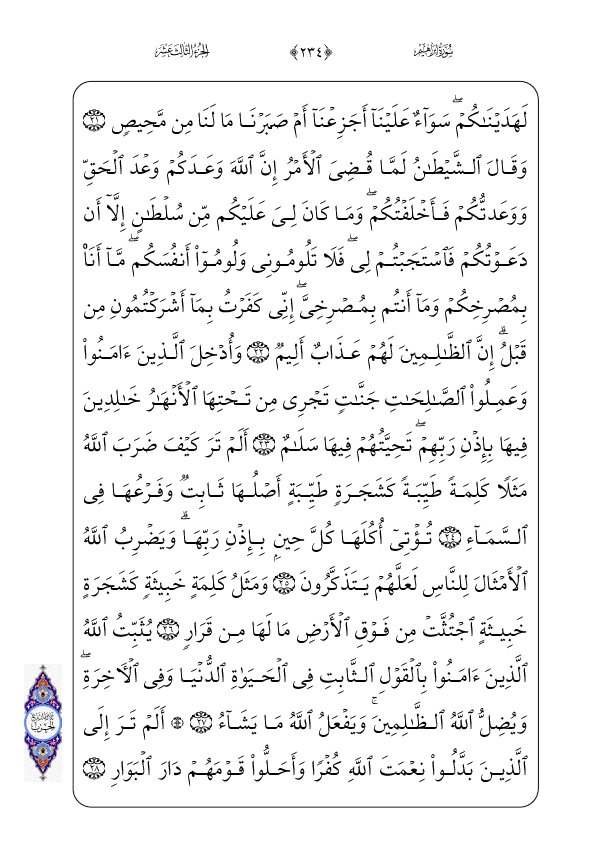 سُورَةُ إِبۡرَاهِيم ﴿٢٣٤﴾ الجُزۡءُ الثَّالِثَ عَشَرَ
لَهَدَيۡنَٰكُمۡۖ سَوَآءٌ عَلَيۡنَآ أَجَزِعۡنَآ أَمۡ صَبَرۡنَا مَا لَنَا مِن مَّحِيصٖ ٢١
وَقَالَ ٱلشَّيۡطَٰنُ لَمَّا قُضِيَ ٱلۡأَمۡرُ إِنَّ ٱللَّهَ وَعَدَكُمۡ وَعۡدَ ٱلۡحَقِّ
وَوَعَدتُّكُمۡ فَأَخۡلَفۡتُكُمۡۖ وَمَا كَانَ لِيَ عَلَيۡكُم مِّن سُلۡطَٰنٍ إِلَّآ أَن
دَعَوۡتُكُمۡ فَٱسۡتَجَبۡتُمۡ لِيۖ فَلَا تَلُومُونِي وَلُومُوٓاْ أَنفُسَكُمۖ مَّآ أَنَا۠
بِمُصۡرِخِكُمۡ وَمَآ أَنتُم بِمُصۡرِخِيَّۖ إِنِّي كَفَرۡتُ بِمَآ أَشۡرَكۡتُمُونِ مِن
قَبۡلُۗ إِنَّ ٱلظَّٰلِمِينَ لَهُمۡ عَذَابٌ أَلِيمٞ ٢٢ وَأُدۡخِلَ ٱلَّذِينَ ءَامَنُواْ
وَعَمِلُواْ ٱلصَّٰلِحَٰتِ جَنَّٰتٖ تَجۡرِي مِن تَحۡتِهَا ٱلۡأَنۡهَٰرُ خَٰلِدِينَ
فِيهَا بِإِذۡنِ رَبِّهِمۡۖ تَحِيَّتُهُمۡ فِيهَا سَلَٰمٌ ٢٣ أَلَمۡ تَرَ كَيۡفَ ضَرَبَ ٱللَّهُ
مَثَلٗا كَلِمَةٗ طَيِّبَةٗ كَشَجَرَةٖ طَيِّبَةٍ أَصۡلُهَا ثَابِتٞ وَفَرۡعُهَا فِي
ٱلسَّمَآءِ ٢٤ تُؤۡتِيٓ أُكُلَهَا كُلَّ حِينِۭ بِإِذۡنِ رَبِّهَاۗ وَيَضۡرِبُ ٱللَّهُ
ٱلۡأَمۡثَالَ لِلنَّاسِ لَعَلَّهُمۡ يَتَذَكَّرُونَ ٢٥ وَمَثَلُ كَلِمَةٍ خَبِيثَةٖ كَشَجَرَةٍ
خَبِيثَةٍ ٱجۡتُثَّتۡ مِن فَوۡقِ ٱلۡأَرۡضِ مَا لَهَا مِن قَرَارٖ ٢٦ يُثَبِّتُ ٱللَّهُ
ٱلَّذِينَ ءَامَنُواْ بِٱلۡقَوۡلِ ٱلثَّابِتِ فِي ٱلۡحَيَوٰةِ ٱلدُّنۡيَا وَفِي ٱلۡأٓخِرَةِۖ
وَيُضِلُّ ٱللَّهُ ٱلظَّٰلِمِينَۚ وَيَفۡعَلُ ٱللَّهُ مَا يَشَآءُ ٢٧ ۞ أَلَمۡ تَرَ إِلَى
ٱلَّذِينَ بَدَّلُواْ نِعۡمَتَ ٱللَّهِ كُفۡرٗا وَأَحَلُّواْ قَوۡمَهُمۡ دَارَ ٱلۡبَوَارِ ٢٨